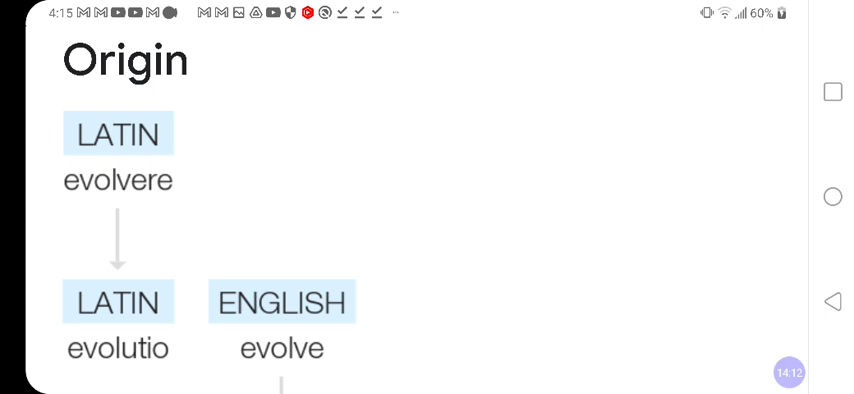 4:15 60%
Origin
LATIN
evolvere
LATIN ENGLISH
evolutio evolve
14:12